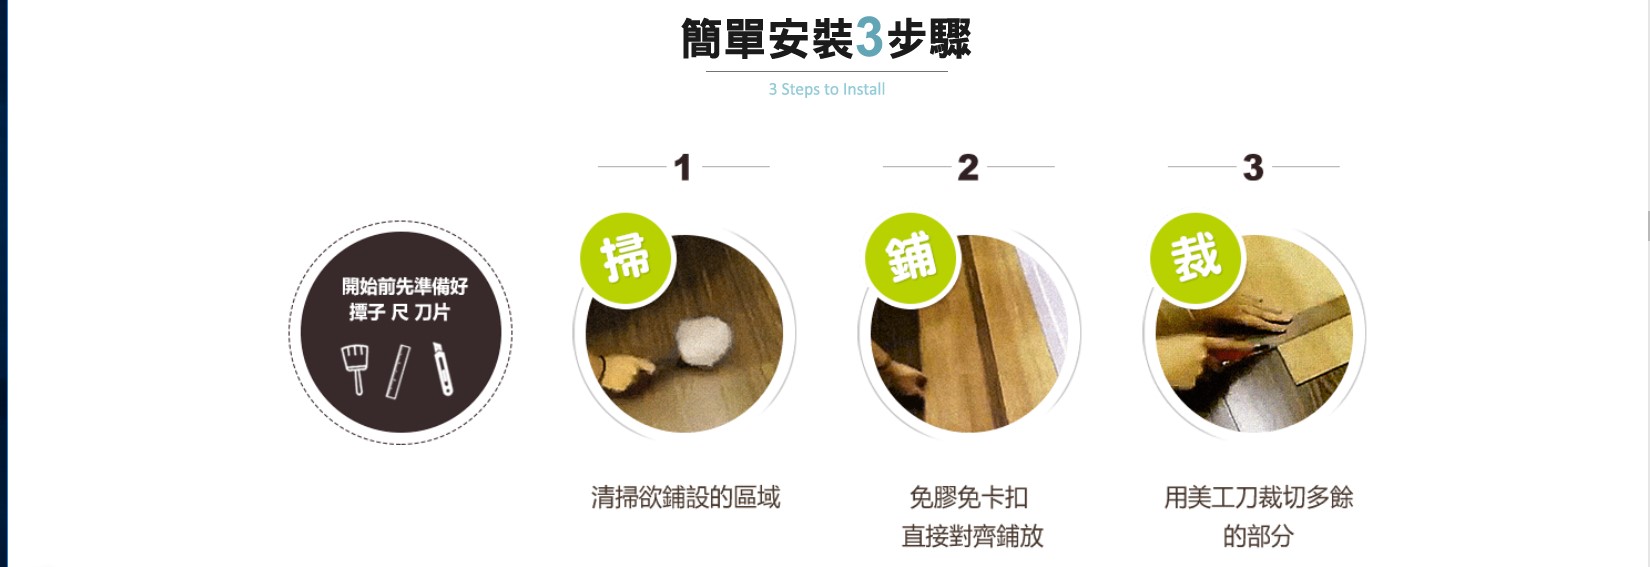 簡單安裝3步驟
3 Steps to Install
開始前先準備好
撣子 尺 刀片
1
掃
清掃欲鋪設的區域
2
鋪
免膠免卡扣
直接對齊鋪放
3
裁
用美工刀裁切多餘
的部分